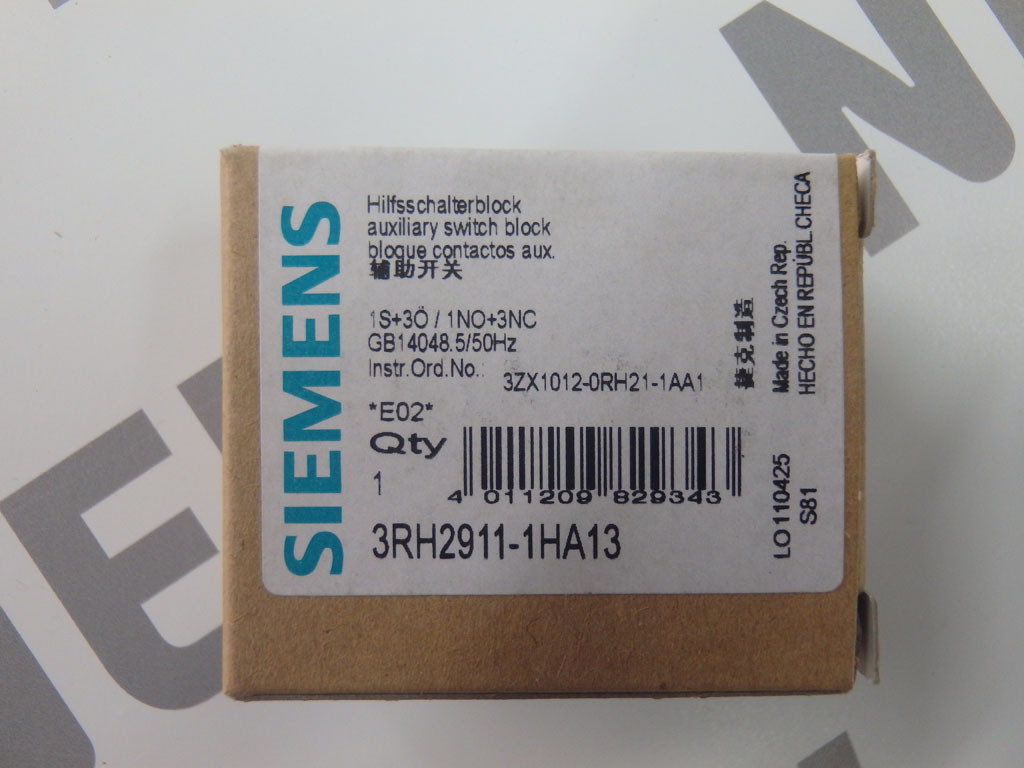 SIEMENS
Hilfsschalterblock
auxiliary switch block
bloque contactos aux.
辅助开关
1S+3Ö / 1NO+3NC
GB14048.5/50Hz
Instr.Ord.No.: 3ZX1012-0RH21-1AA1
*E02*
Qty
1
4 011209 829343
3RH2911-1HA13
捷克制造
Made in Czech Rep.
HECHO EN REPÚBL.CHECA
LO110425
S81